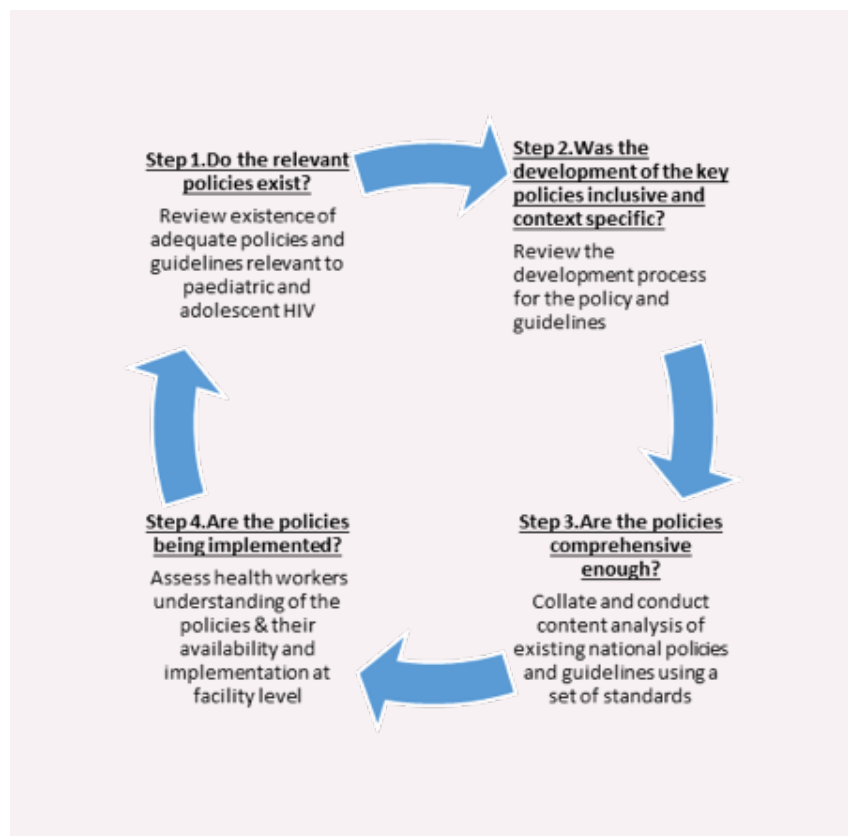 Step 1.Do the relevant
policies exist?
Review existence of
adequate policies and
guidelines relevant to
paediatric and
adolescent HIV
Step 2.Was the
development of the key
policies inclusive and
context specific?
Review the
development process
for the policy and
guidelines
Step 3.Are the policies
comprehensive
enough?
Collate and conduct
content analysis of
existing national policies
and guidelines using a
set of standards
Step 4.Are the policies
being implemented?
Assess health workers
understanding of the
policies & their
availability and
implementation at
facility level